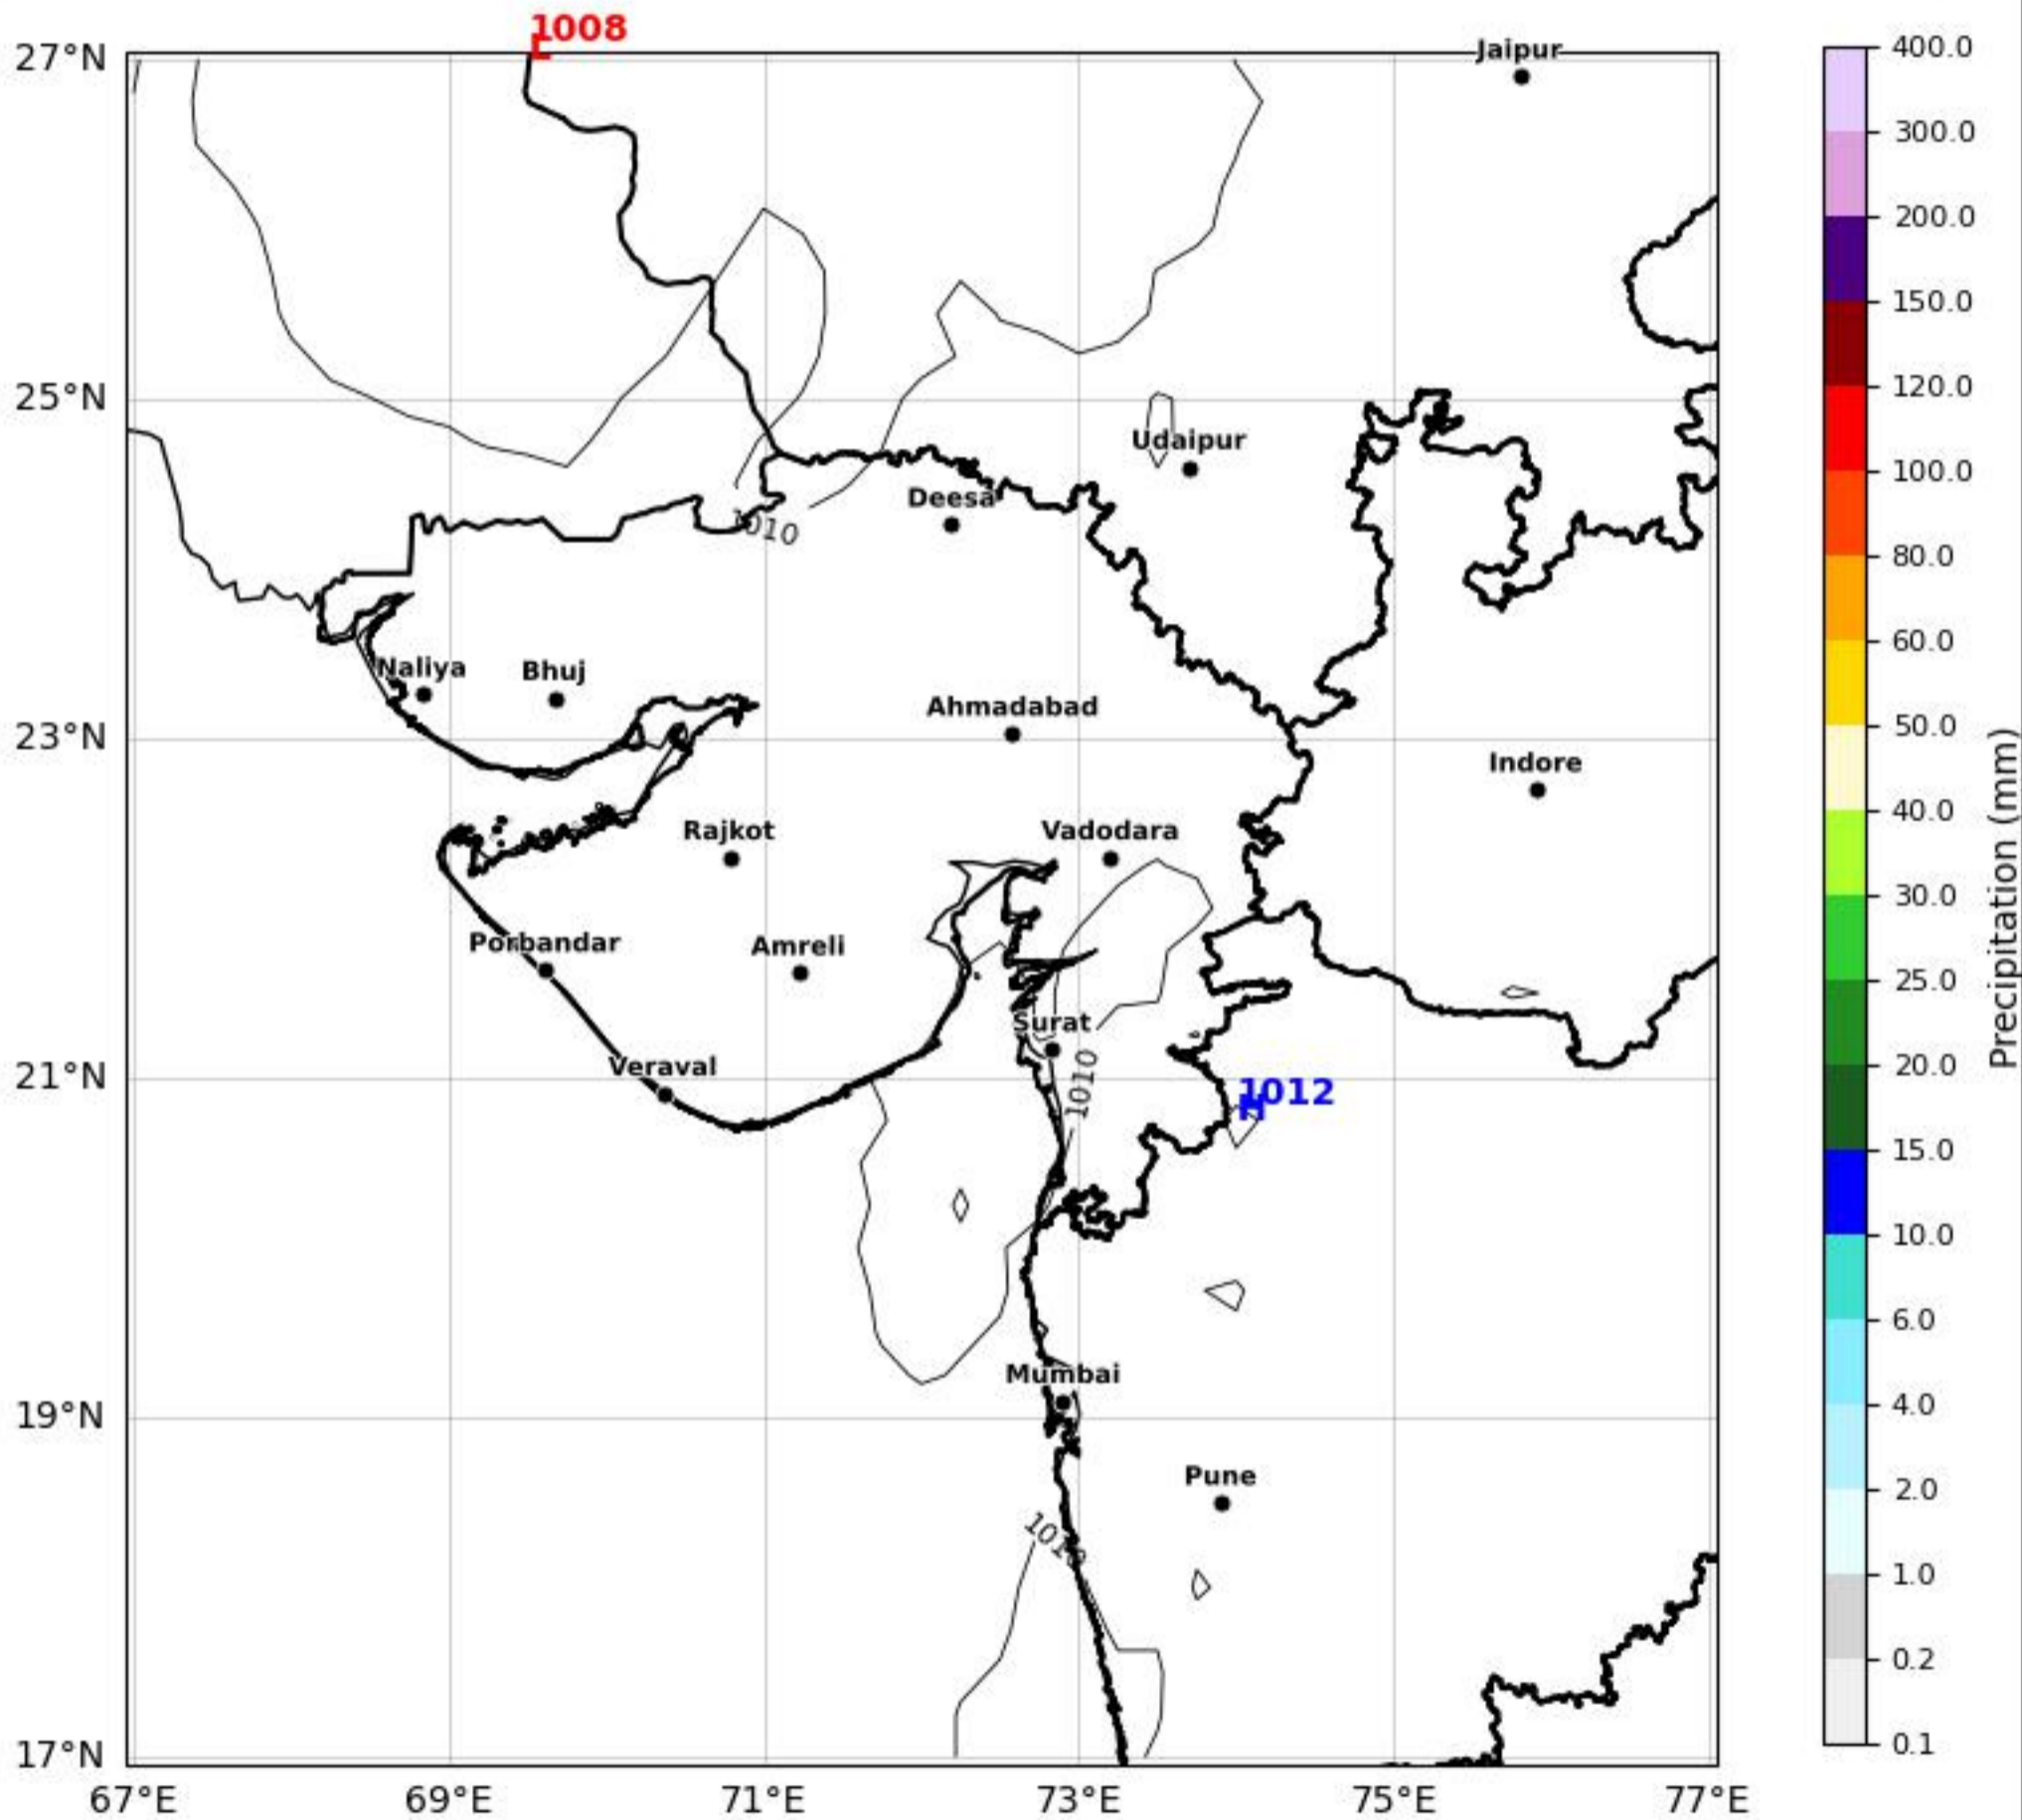 1008
L
27°N
Jaipur
25°N
Udaipur
Deesa
1010
Naliya
Bhuj
Ahmadabad
23°N
Indore
Rajkot
Vadodara
Porbandar
Amreli
Surat
Veraval
21°N
1010
1012
H
Mumbai
19°N
Pune
1010
17°N
67°E
69°E
71°E
73°E
75°E
77°E
400.0
300.0
200.0
150.0
120.0
100.0
80.0
60.0
50.0
40.0
30.0
25.0
20.0
15.0
10.0
6.0
4.0
2.0
1.0
0.2
0.1
Precipitation (mm)